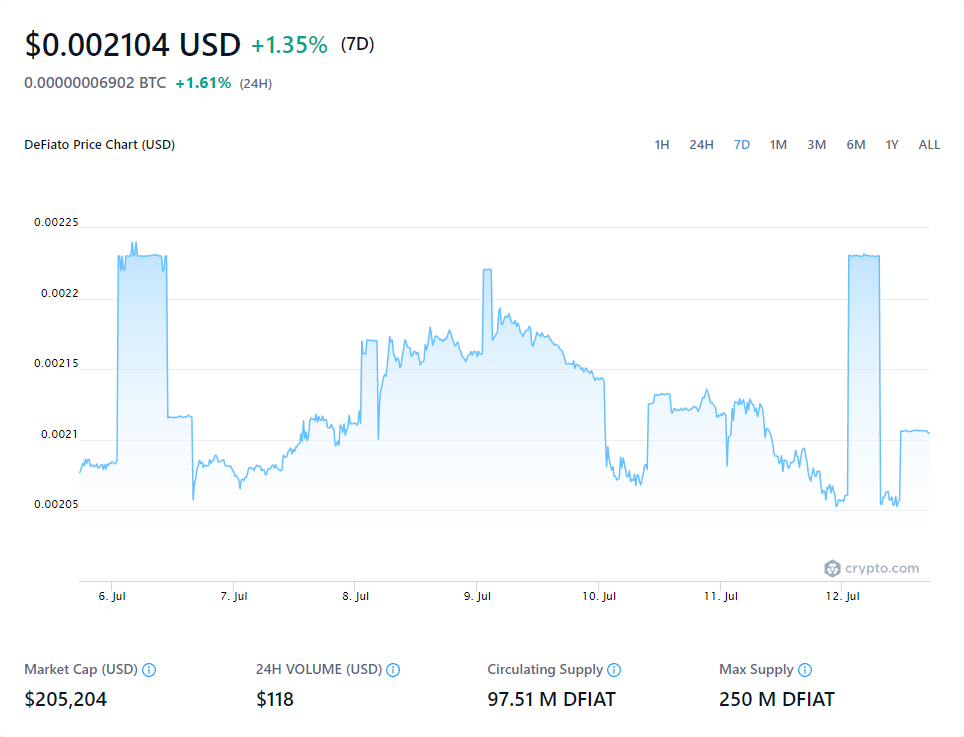 $0.002104 USD +1.35% (7D)
0.00000006902 BTC +1.61% (24H)
DeFiato Price Chart (USD) 1H 24H 7D 1M 3M 6M 1Y ALL
0.00225
0.0022
0.00215
0.0021
0.00205
crypto.com
6. Jul 7. Jul 8. Jul 9. Jul 10. Jul 11. Jul 12. Jul
Market Cap (USD) 24H VOLUME (USD) Circulating Supply Max Supply
$205,204 $118 97.51 M DFIAT 250 M DFIAT